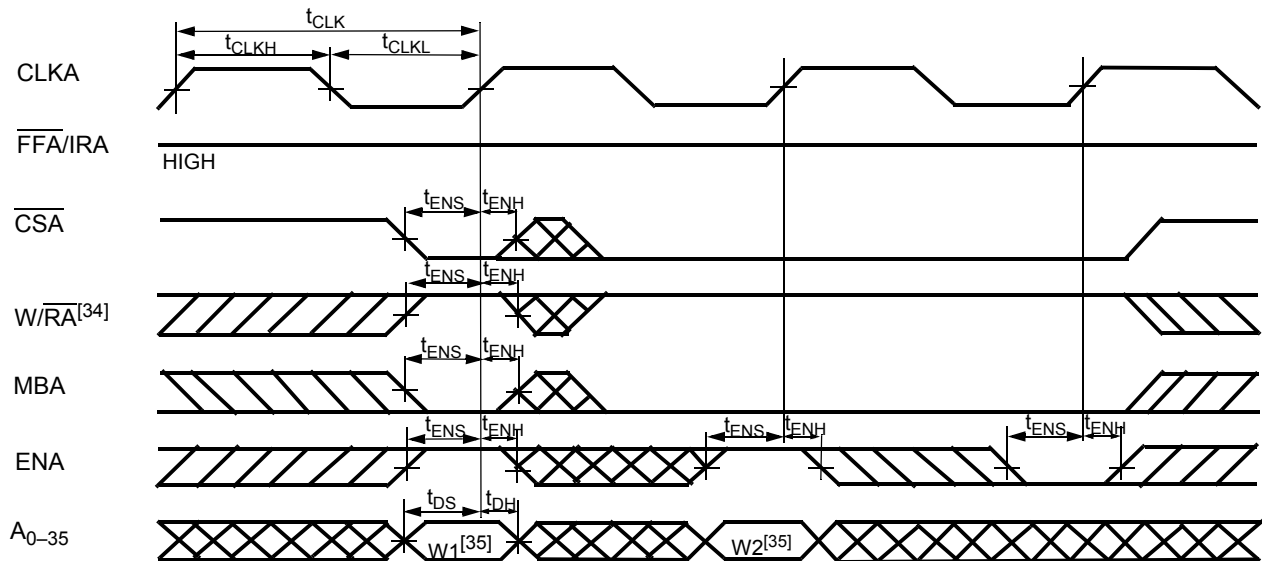 tCLK
tCLKH tCLKL
CLKA
FFA/IRA
HIGH
tENS tENH
CSA
tENS tENH
W/RA[34]
tENS tENH
MBA
tENS tENH tENS tENH tENS tENH
ENA
tDS tDH
A0–35
W1[35] W2[35]